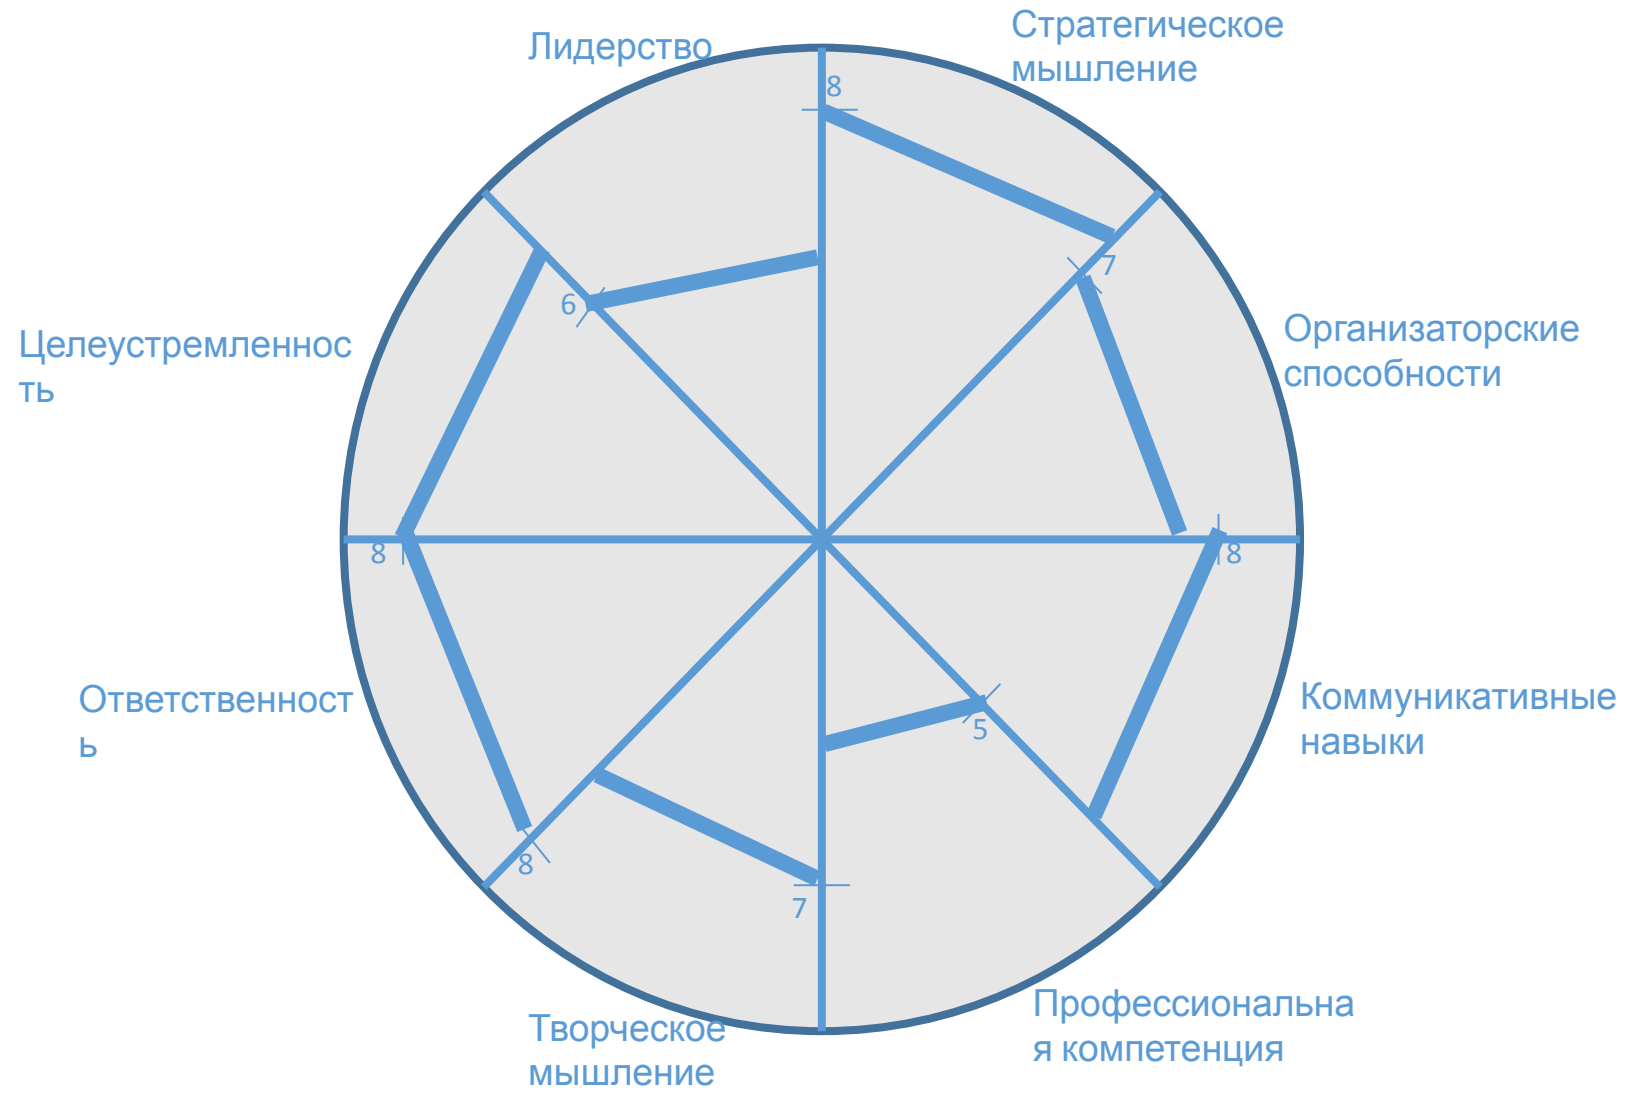 Стратегическое
мышление
Лидерство
8
7
6
Организаторские
способности
Целеустремленнос
ть
8
8
Коммуникативные
навыки
Ответственност
ь
5
8
7
Профессиональна
я компетенция
Творческое
мышление